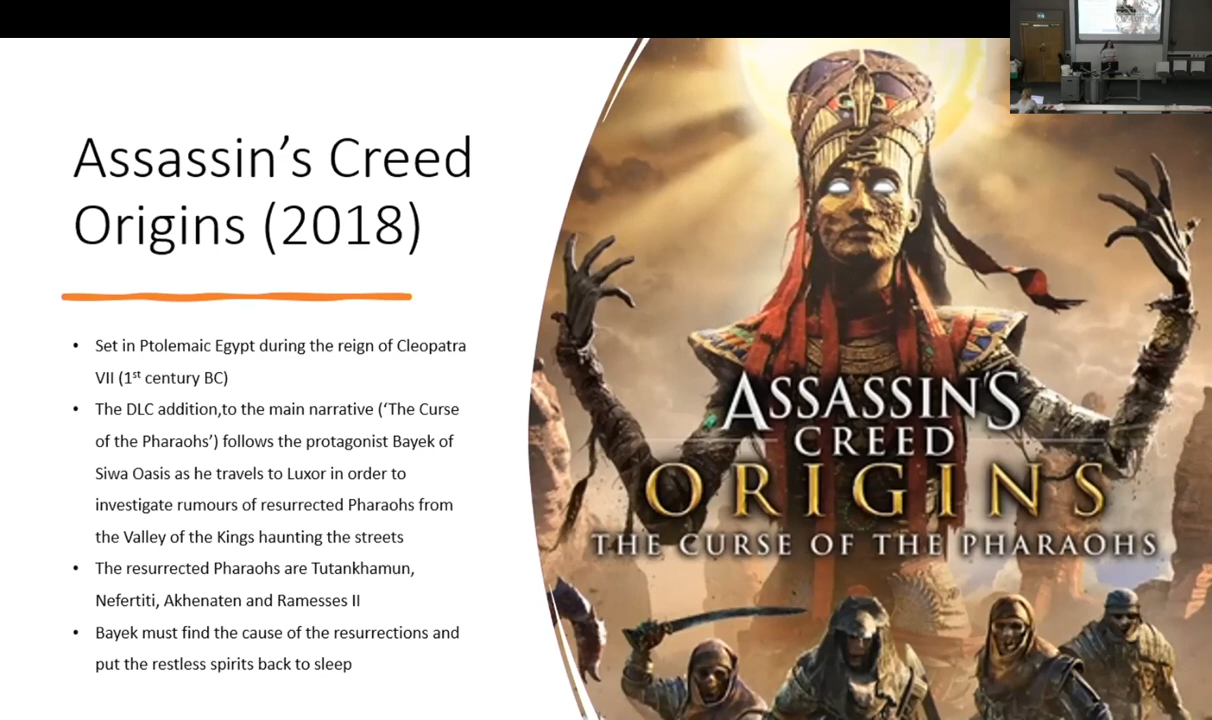 Assassin's Creed
Origins (2018)
• Set in Ptolemaic Egypt during the reign of Cleopatra
VII (1st century BC)
• The DLC addition,to the main narrative ('The Curse
of the Pharaohs') follows the protagonist Bayek of
Siwa Oasis as he travels to Luxor in order to
investigate rumours of resurrected Pharaohs from
the Valley of the Kings haunting the streets
• The resurrected Pharaohs are Tutankhamun,
Nefertiti, Akhenaten and Ramesses II
• Bayek must find the cause of the resurrections and
put the restless spirits back to sleep
ASSASSIN'S
CREED
ORIGINS
THE CURSE OF THE PHARAOHS